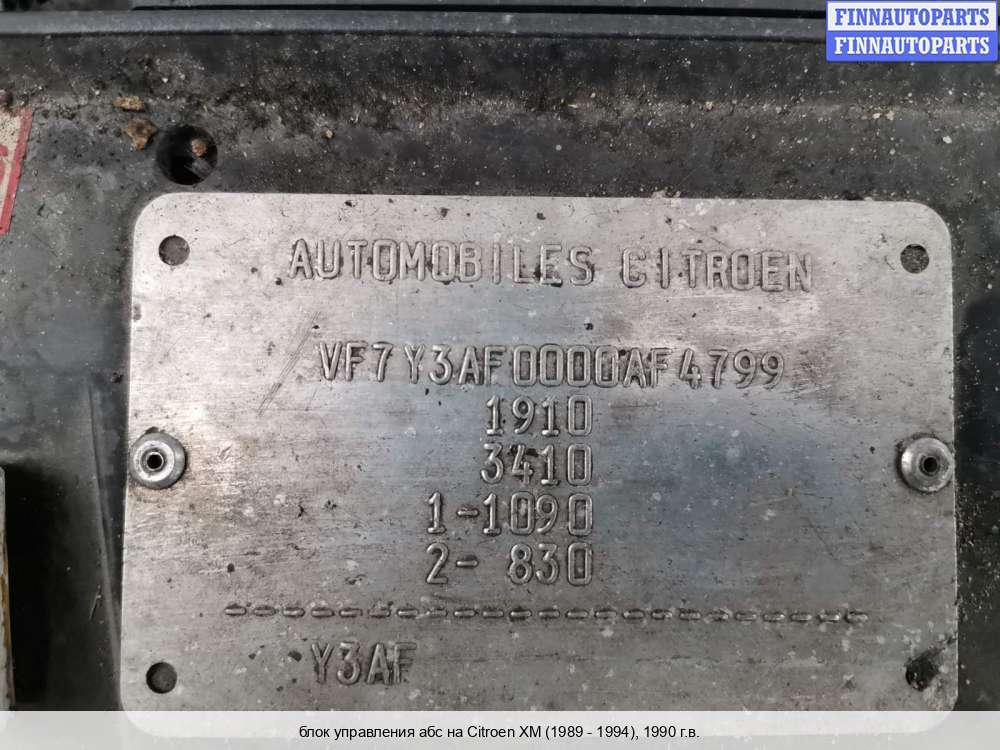 FINNAUTOPARTS
FINNAUTOPARTS
AUTOMOBILES CITROEN
VF7Y3AF0000AF4799
1910
3410
1-1090
2- 830
Y3AF
блок управления абс на Citroen XM (1989 - 1994), 1990 г.в.